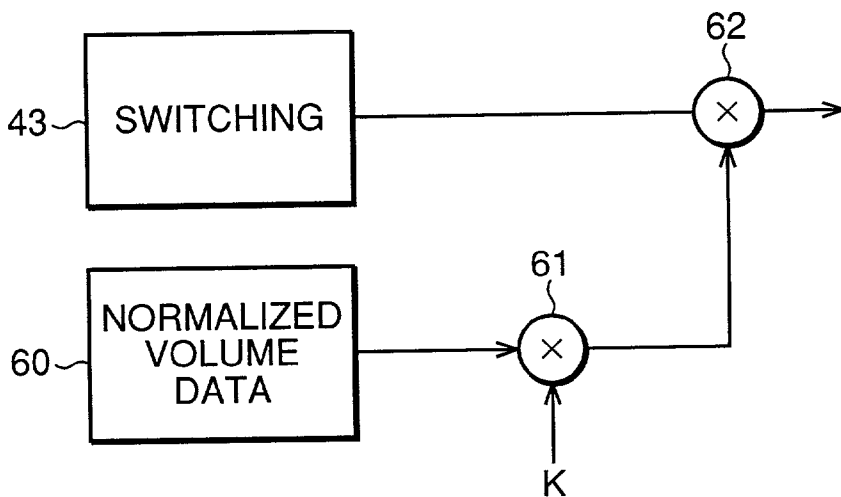 62
43
SWITCHING
61
60
NORMALIZED
VOLUME
DATA
K